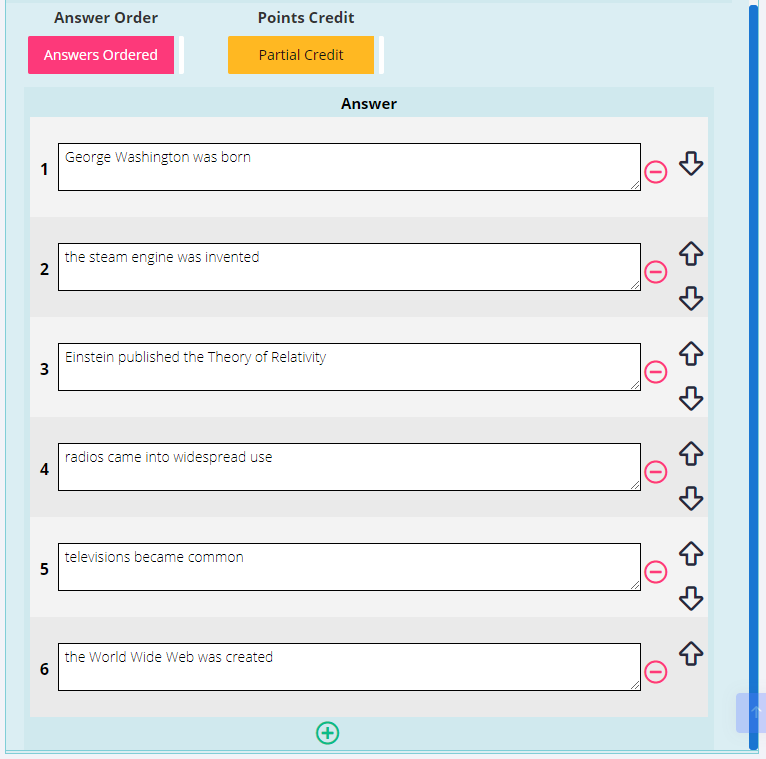 Answer Order Points Credit
Answers Ordered Partial Credit
Answer
1 George Washington was born
2 the steam engine was invented
3 Einstein published the Theory of Relativity
4 radios came into widespread use
5 televisions became common
6 the World Wide Web was created